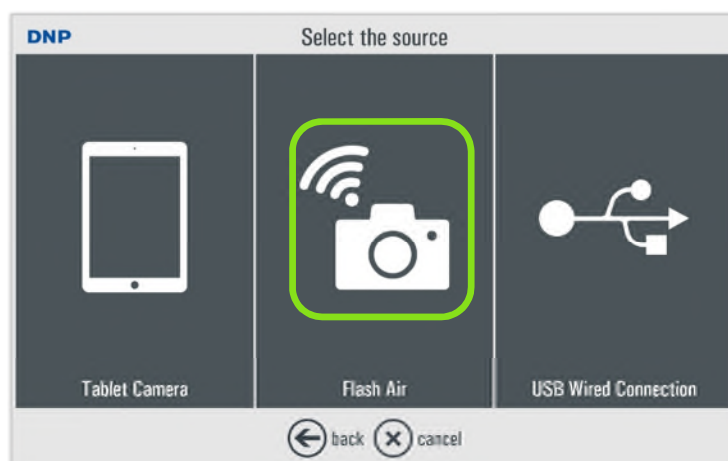 DNP
Select the source
Tablet Camera
Flash Air
USB Wired Connection
back
cancel